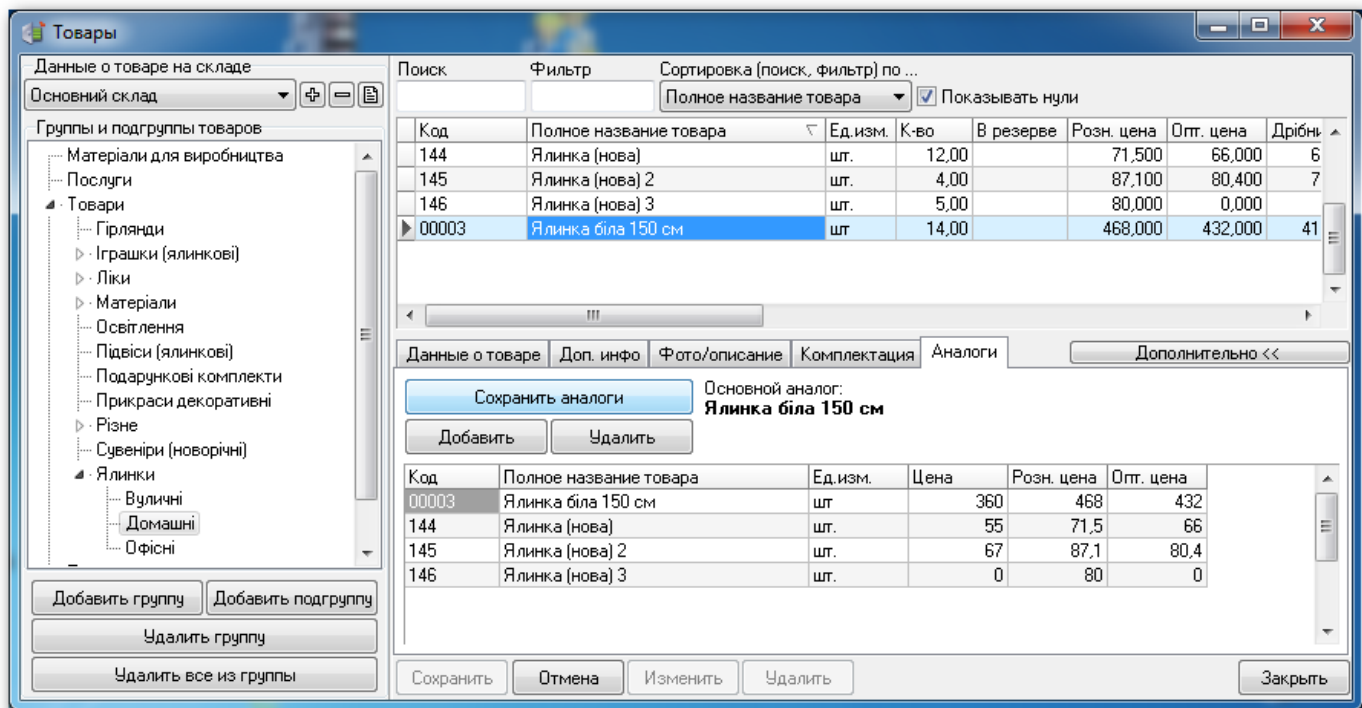 Товары
Данные о товаре на складе
Основний склад
Группы и подгруппы товаров
Матеріали для виробництва
Послуги
Товари
Гірлянди
Іграшки (ялинкові)
Ліки
Матеріали
Освітлення
Підвіси (ялинкові)
Подарункові комплекти
Прикраси декоративні
Різне
Сувеніри (новорічні)
Ялинки
Вуличні
Домашні
Офісні
Добавить группу Добавить подгруппу
Удалить группу
Удалить все из группы
Поиск Фильтр Сортировка (поиск, фильтр) по ...
Полное название товара Показывать нули
Код Полное название товара Ед.изм. К-во В резерве Розн. цена Опт. цена Дрібни
144 Ялинка (нова) шт. 12,00 71,500 66,000 6
145 Ялинка (нова) 2 шт. 4,00 87,100 80,400 7
146 Ялинка (нова) 3 шт. 5,00 80,000 0,000
00003 Ялинка біла 150 см шт 14,00 468,000 432,000 41
Данные о товаре Доп. инфо Фото/описание Комплектация Аналоги Дополнительно <<
Сохранить аналоги Основной аналог:
Ялинка біла 150 см
Добавить Удалить
Код Полное название товара Ед.изм. Цена Розн. цена Опт. цена
00003 Ялинка біла 150 см шт 360 468 432
144 Ялинка (нова) шт. 55 71,5 66
145 Ялинка (нова) 2 шт. 67 87,1 80,4
146 Ялинка (нова) 3 шт. 0 80 0
Сохранить Отмена Изменить Удалить Закрыть